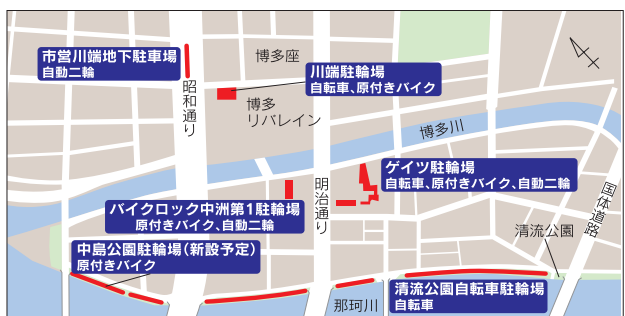 市営川端地下駐車場
自動二輪
昭和通り
博多座
川端駐輪場
自転車、原付きバイク
博多
リバレイン
博多川
ゲイツ駐輪場
自転車、原付きバイク、自動二輪
明治通り
国体道路
バイクロック中洲第1駐輪場
原付きバイク、自動二輪
清流公園
中島公園駐輪場(新設予定)
原付きバイク
清流公園自転車駐輪場
自転車
那珂川